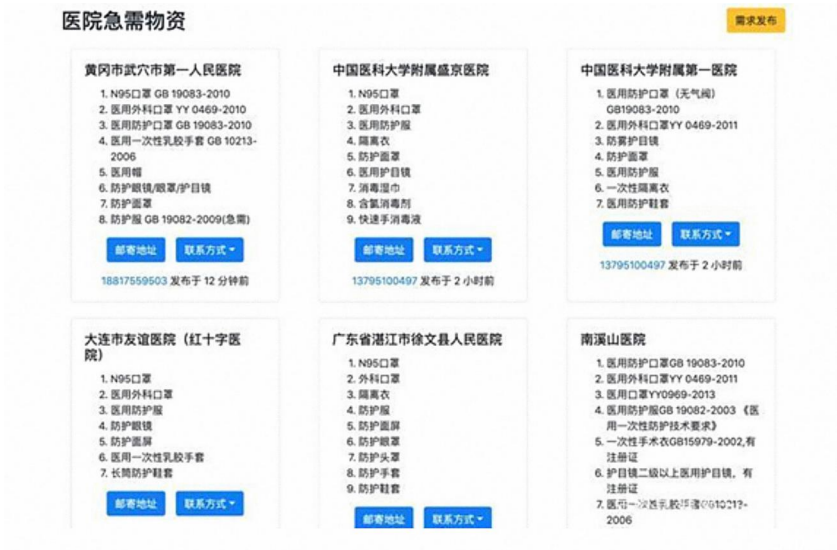 医院急需物资
需求发布
黄冈市武穴市第一人民医院
1. N95口罩 GB 19083-2010
2. 医用外科口罩 YY 0469-2010
3. 医用防护口罩 GB 19083-2010
4. 医用一次性乳胶手套 GB 10213-
2006
5. 医用帽
6. 防护眼镜/眼罩/护目镜
7. 防护面罩
8. 防护服 GB 19082-2009(急需)
邮寄地址 联系方式
18817559503 发布于 12 分钟前
中国医科大学附属盛京医院
1. N95口罩
2. 医用外科口罩
3. 医用防护服
4. 隔离衣
5. 防护面罩
6. 医用护目镜
7. 消毒湿巾
8. 含氯消毒剂
9. 快速手消毒液
邮寄地址 联系方式
13795100497 发布于 2 小时前
中国医科大学附属第一医院
1. 医用防护口罩（无气阀）
GB19083-2010
2. 医用外科口罩YY 0469-2011
3. 防雾护目镜
4. 防护面罩
5. 医用防护服
6. 一次性隔离衣
7. 医用防护鞋套
邮寄地址 联系方式
13795100497 发布于 2 小时前
大连市友谊医院（红十字医
院）
1. N95口罩
2. 医用外科口罩
3. 医用防护服
4. 防护眼镜
5. 防护面屏
6. 医用一次性乳胶手套
7. 长筒防护鞋套
邮寄地址 联系方式
广东省湛江市徐文县人民医院
1. N95口罩
2. 外科口罩
3. 隔离衣
4. 防护服
5. 防护面屏
6. 防护眼罩
7. 防护头罩
8. 防护手套
9. 防护鞋套
邮寄地址 联系方式
南溪山医院
1. 医用防护口罩GB 19083-2010
2. 医用外科口罩YY 0469-2011
3. 医用口罩YY0969-2013
4. 医用防护服GB 19082-2003 《医
用一次性防护技术要求》
5. 一次性手术衣GB15979-2002,有
注册证
6. 护目镜二级以上医用护目镜，有
注册证
7. 医用一次性乳胶手套
2006